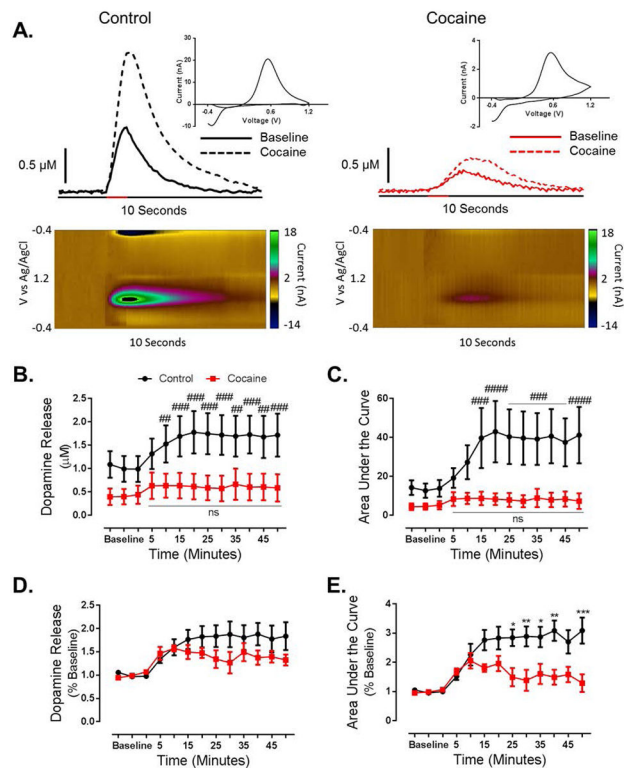 Control
Cocaine
A.
Current (nA)
30
20
10
0
-10
-0.4
0.6
1.2
Voltage (V)
Baseline
Cocaine
0.5 µM
10 Seconds
Current (nA)
4
2
0
-2
-0.4
0.6
1.2
Voltage (V)
Baseline
Cocaine
0.5 µM
10 Seconds
V vs Ag/AgCl
-0.4
1.2
-0.4
10 Seconds
18
2
-14
Current (nA)
V vs Ag/AgCl
-0.4
1.2
-0.4
10 Seconds
18
2
-14
Current (nA)
B.
Control
Cocaine
Dopamine Release
(µM)
2.5
2.0
1.5
1.0
0.5
0.0
## ### ### ### ### ## ### ## ###
ns
Baseline 5 15 25 35 45
Time (Minutes)
C.
Area Under the Curve
60
40
20
0
### #### ### ####
ns
Baseline 5 15 25 35 45
Time (Minutes)
D.
Dopamine Release
(% Baseline)
2.5
2.0
1.5
1.0
0.5
0.0
Baseline 5 15 25 35 45
Time (Minutes)
E.
Area Under the Curve
(% Baseline)
4
3
2
1
0
* ** * ** ***
Baseline 5 15 25 35 45
Time (Minutes)